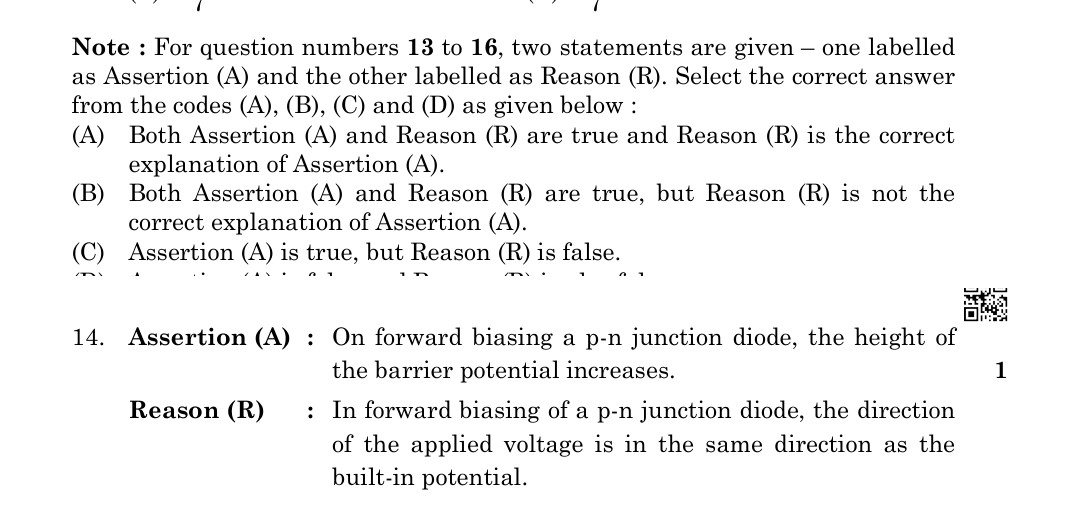 Note : For question numbers 13 to 16, two statements are given – one labelled
as Assertion (A) and the other labelled as Reason (R). Select the correct answer
from the codes (A), (B), (C) and (D) as given below :
(A) Both Assertion (A) and Reason (R) are true and Reason (R) is the correct
explanation of Assertion (A).
(B) Both Assertion (A) and Reason (R) are true, but Reason (R) is not the
correct explanation of Assertion (A).
(C) Assertion (A) is true, but Reason (R) is false.
14. Assertion (A) : On forward biasing a p-n junction diode, the height of
the barrier potential increases. 1
Reason (R) : In forward biasing of a p-n junction diode, the direction
of the applied voltage is in the same direction as the
built-in potential.